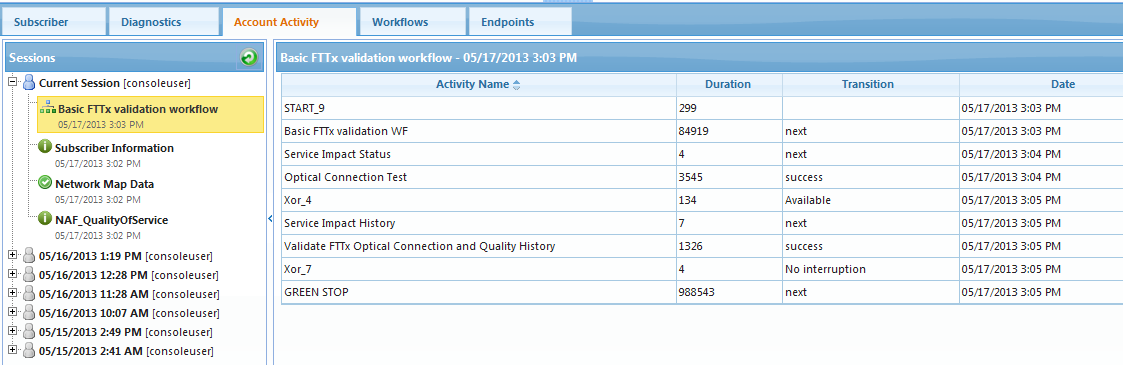 Subscriber Diagnostics Account Activity Workflows Endpoints
Sessions
Current Session [consoleuser]
Basic FTTx validation workflow
05/17/2013 3:03 PM
Subscriber Information
05/17/2013 3:02 PM
Network Map Data
05/17/2013 3:02 PM
NAF_QualityOfService
05/17/2013 3:02 PM
05/16/2013 1:19 PM [consoleuser]
05/16/2013 12:28 PM [consoleuser]
05/16/2013 11:28 AM [consoleuser]
05/16/2013 10:07 AM [consoleuser]
05/15/2013 2:49 PM [consoleuser]
05/15/2013 2:41 AM [consoleuser]
Basic FTTx validation workflow - 05/17/2013 3:03 PM
Activity Name Duration Transition Date
START_9 299 05/17/2013 3:03 PM
Basic FTTx validation WF 84919 next 05/17/2013 3:03 PM
Service Impact Status 4 next 05/17/2013 3:04 PM
Optical Connection Test 3545 success 05/17/2013 3:04 PM
Xor_4 134 Available 05/17/2013 3:05 PM
Service Impact History 7 next 05/17/2013 3:05 PM
Validate FTTx Optical Connection and Quality History 1326 success 05/17/2013 3:05 PM
Xor_7 4 No interruption 05/17/2013 3:05 PM
GREEN STOP 988543 next 05/17/2013 3:05 PM